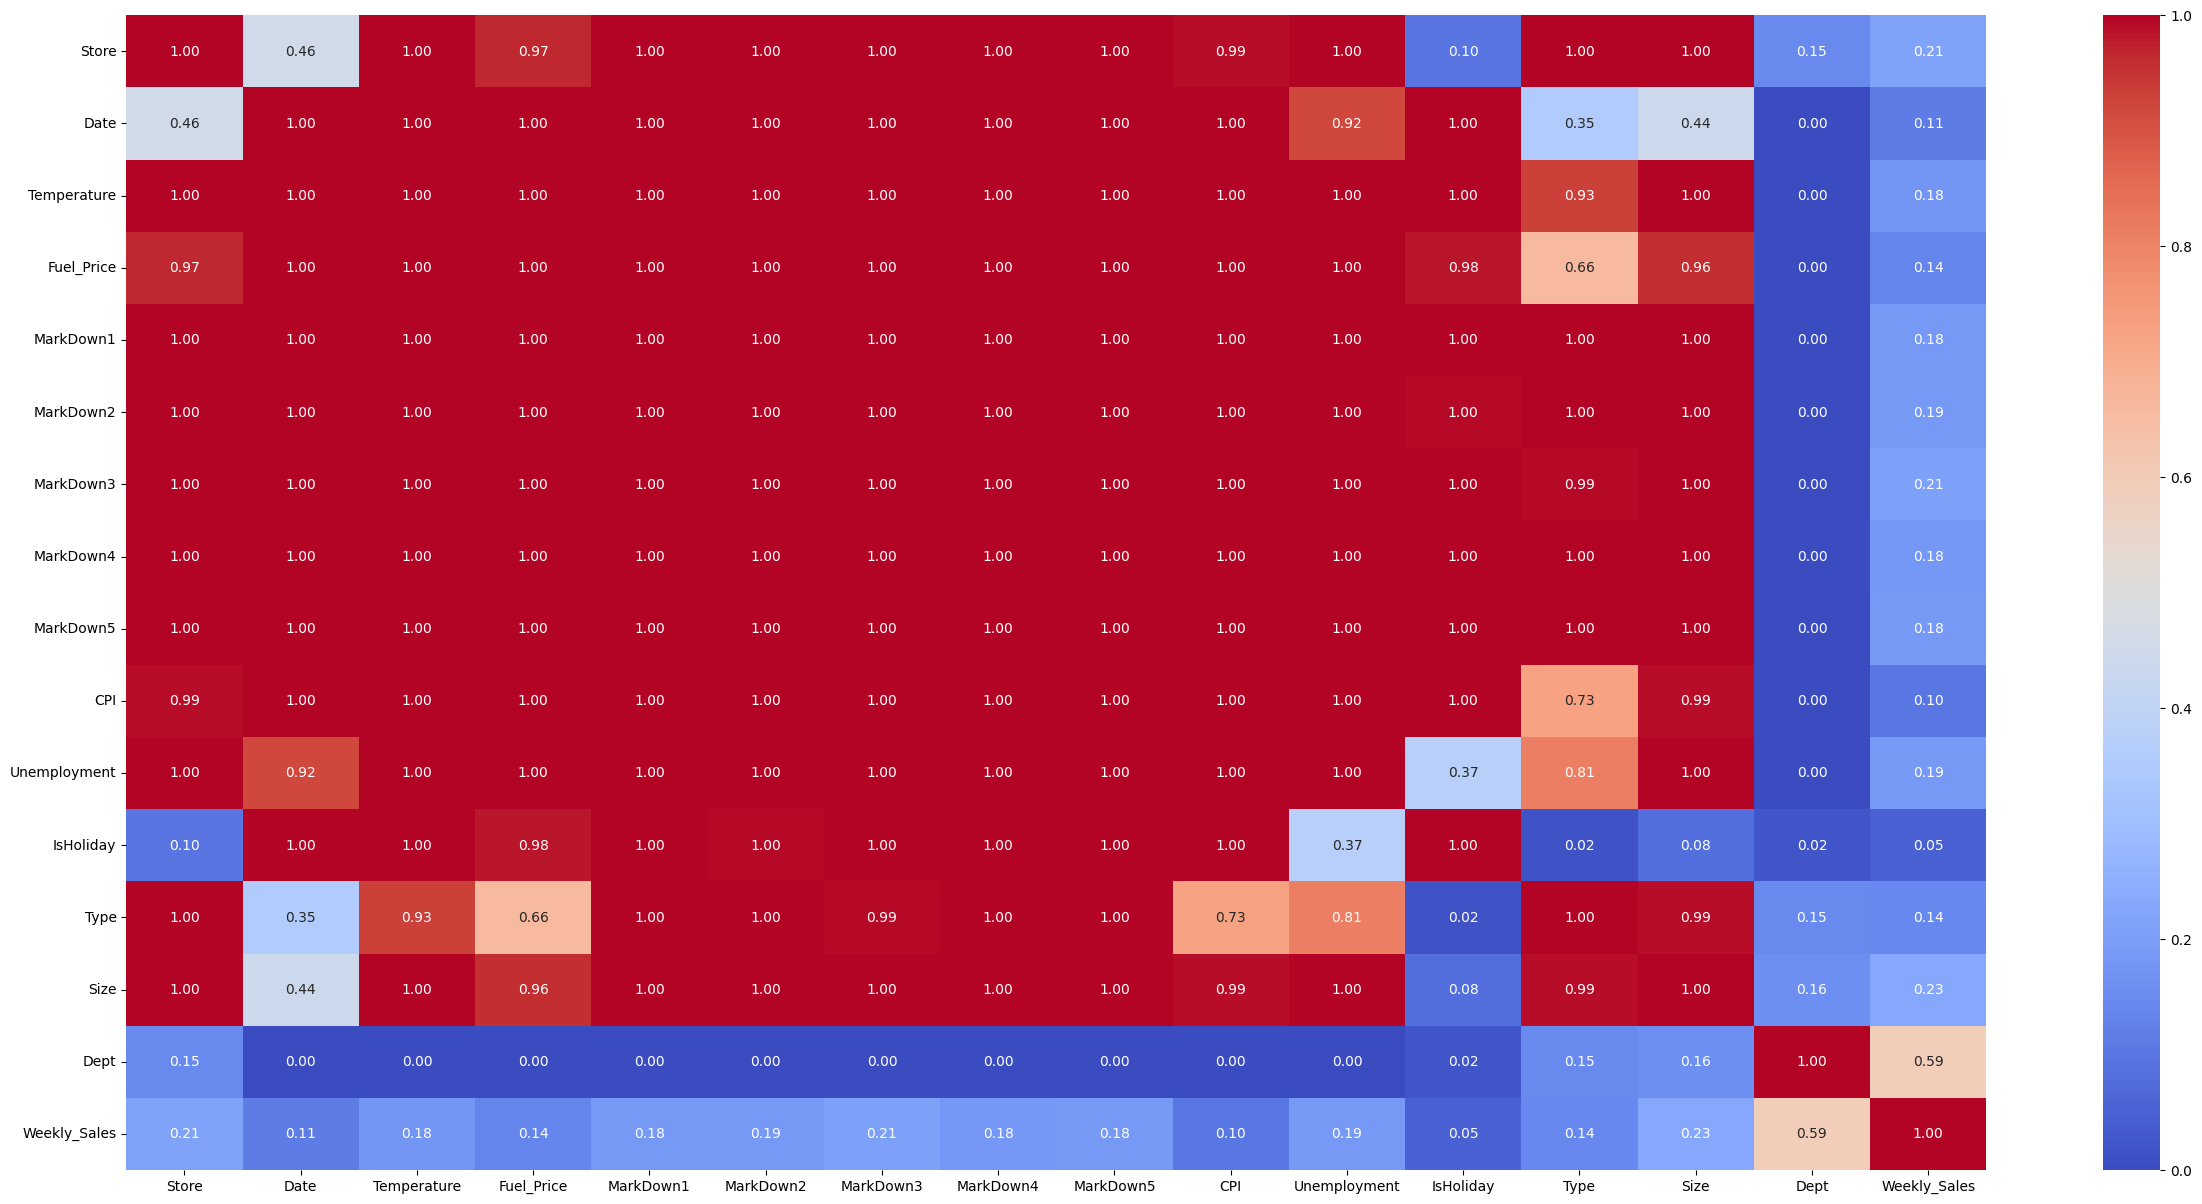 Store 1.00 0.46 1.00 0.97 1.00 1.00 1.00 1.00 1.00 0.99 1.00 0.10 1.00 1.00 0.15 0.21 1.0
Date 0.46 1.00 1.00 1.00 1.00 1.00 1.00 1.00 1.00 1.00 0.92 1.00 0.35 0.44 0.00 0.11
Temperature 1.00 1.00 1.00 1.00 1.00 1.00 1.00 1.00 1.00 1.00 1.00 1.00 0.93 1.00 0.00 0.18
0.8
Fuel_Price 0.97 1.00 1.00 1.00 1.00 1.00 1.00 1.00 1.00 1.00 1.00 0.98 0.66 0.96 0.00 0.14
MarkDown1 1.00 1.00 1.00 1.00 1.00 1.00 1.00 1.00 1.00 1.00 1.00 1.00 1.00 1.00 0.00 0.18
MarkDown2 1.00 1.00 1.00 1.00 1.00 1.00 1.00 1.00 1.00 1.00 1.00 1.00 1.00 1.00 0.00 0.19
0.6
MarkDown3 1.00 1.00 1.00 1.00 1.00 1.00 1.00 1.00 1.00 1.00 1.00 1.00 0.99 1.00 0.00 0.21
MarkDown4 1.00 1.00 1.00 1.00 1.00 1.00 1.00 1.00 1.00 1.00 1.00 1.00 1.00 1.00 0.00 0.18
MarkDown5 1.00 1.00 1.00 1.00 1.00 1.00 1.00 1.00 1.00 1.00 1.00 1.00 1.00 1.00 0.00 0.18
CPI 0.99 1.00 1.00 1.00 1.00 1.00 1.00 1.00 1.00 1.00 1.00 1.00 0.73 0.99 0.00 0.10
0.4
Unemployment 1.00 0.92 1.00 1.00 1.00 1.00 1.00 1.00 1.00 1.00 1.00 0.37 0.81 1.00 0.00 0.19
IsHoliday 0.10 1.00 1.00 0.98 1.00 1.00 1.00 1.00 1.00 1.00 0.37 1.00 0.02 0.08 0.02 0.05
Type 1.00 0.35 0.93 0.66 1.00 1.00 0.99 1.00 1.00 0.73 0.81 0.02 1.00 0.99 0.15 0.14
0.2
Size 1.00 0.44 1.00 0.96 1.00 1.00 1.00 1.00 1.00 0.99 1.00 0.08 0.99 1.00 0.16 0.23
Dept 0.15 0.00 0.00 0.00 0.00 0.00 0.00 0.00 0.00 0.00 0.00 0.02 0.15 0.16 1.00 0.59
Weekly_Sales 0.21 0.11 0.18 0.14 0.18 0.19 0.21 0.18 0.18 0.10 0.19 0.05 0.14 0.23 0.59 1.00
0.0
Store Date Temperature Fuel_Price MarkDown1 MarkDown2 MarkDown3 MarkDown4 MarkDown5 CPI Unemployment IsHoliday Type Size Dept Weekly_Sales